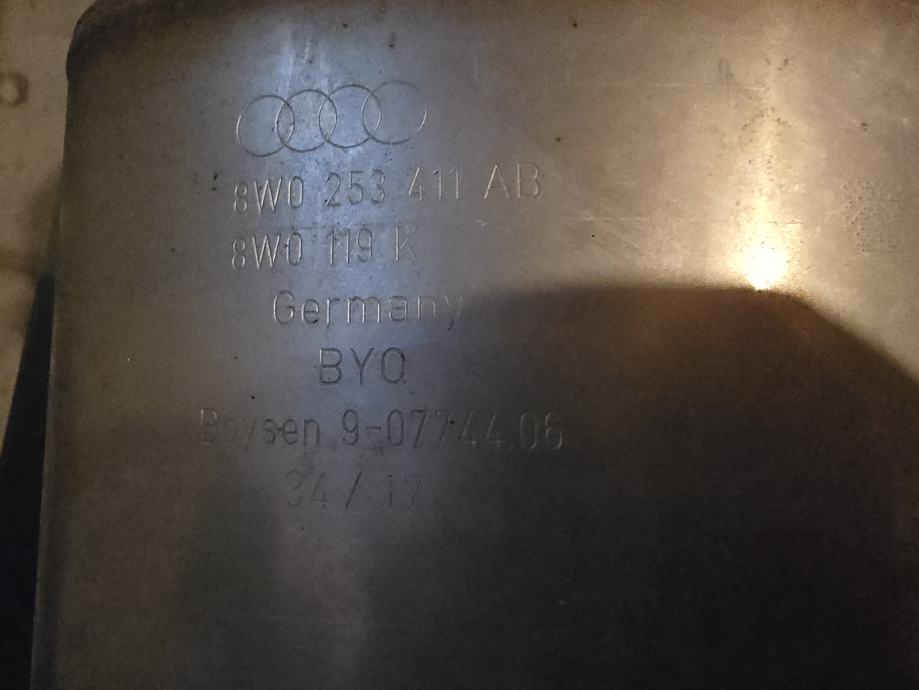 8W0 253 411 AB
8W0 119 K
Germany
BYO
Boysen 9-07744.06
34 / 17